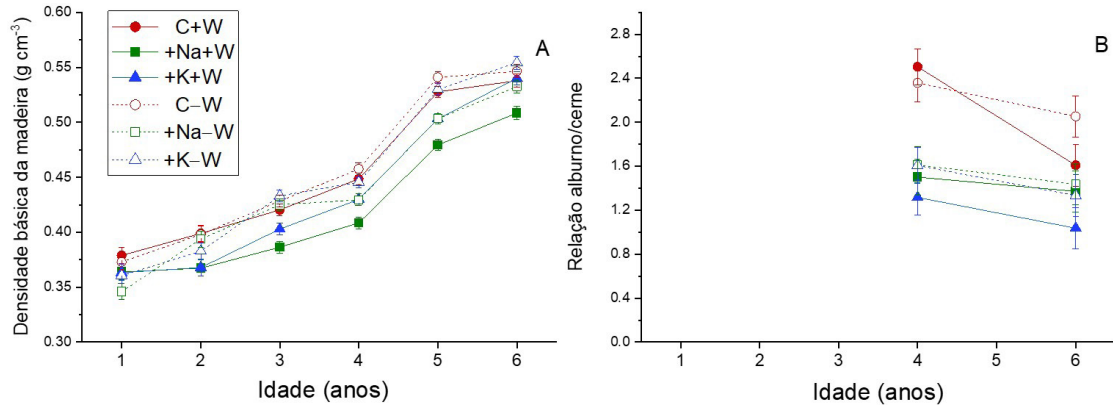 Densidade básica da madeira (g cm⁻³)
0.60
0.55
0.50
0.45
0.40
0.35
0.30
C+W
+Na+W
+K+W
C−W
+Na−W
+K−W
A
1 2 3 4 5 6
Idade (anos)
Relação alburno/cerne
2.8
2.4
2.0
1.6
1.2
0.8
0.4
0.0
B
1 2 3 4 5 6
Idade (anos)